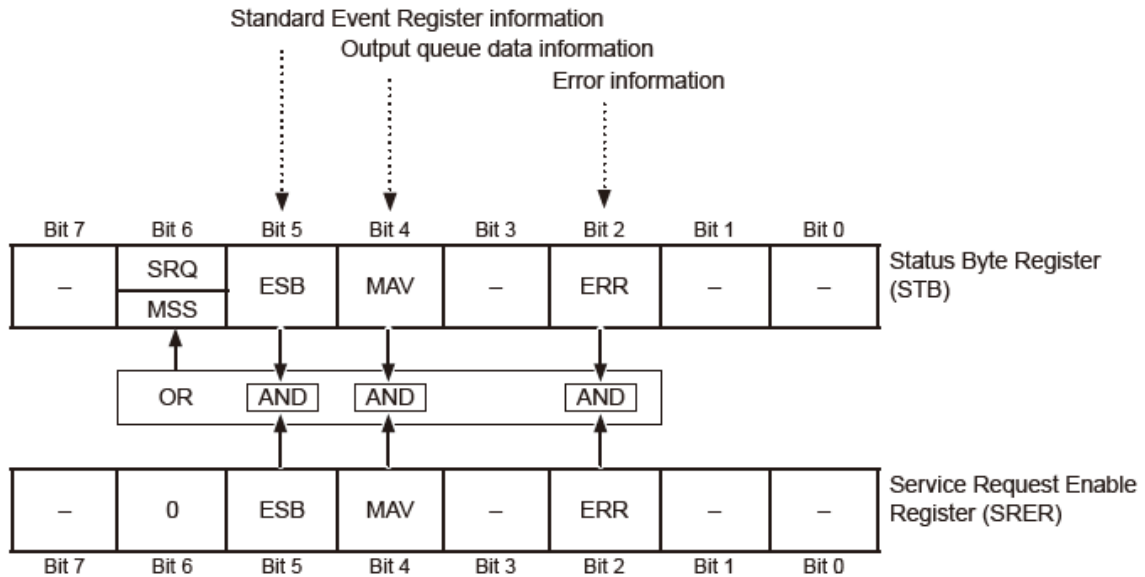 Standard Event Register information
Output queue data information
Error information
Bit 7 Bit 6 Bit 5 Bit 4 Bit 3 Bit 2 Bit 1 Bit 0
– SRQ ESB MAV – ERR – –
MSS
Status Byte Register
(STB)
OR AND AND AND
– 0 ESB MAV – ERR – –
Service Request Enable
Register (SRER)
Bit 7 Bit 6 Bit 5 Bit 4 Bit 3 Bit 2 Bit 1 Bit 0